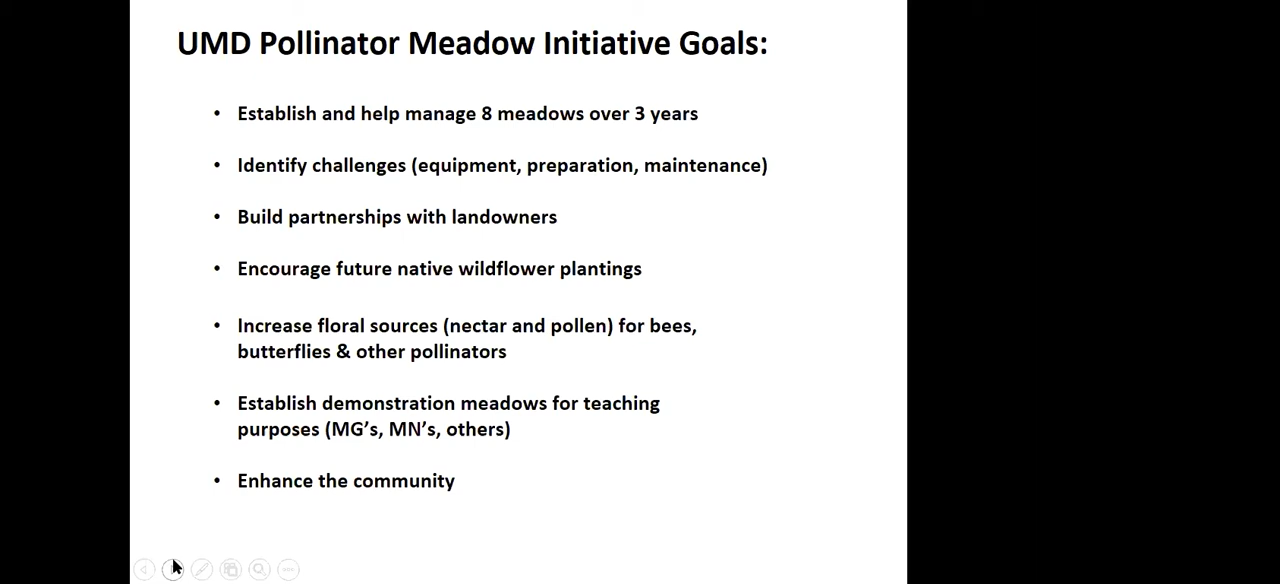 UMD Pollinator Meadow Initiative Goals:
• Establish and help manage 8 meadows over 3 years
• Identify challenges (equipment, preparation, maintenance)
• Build partnerships with landowners
• Encourage future native wildflower plantings
• Increase floral sources (nectar and pollen) for bees,
butterflies & other pollinators
• Establish demonstration meadows for teaching
purposes (MG’s, MN’s, others)
• Enhance the community